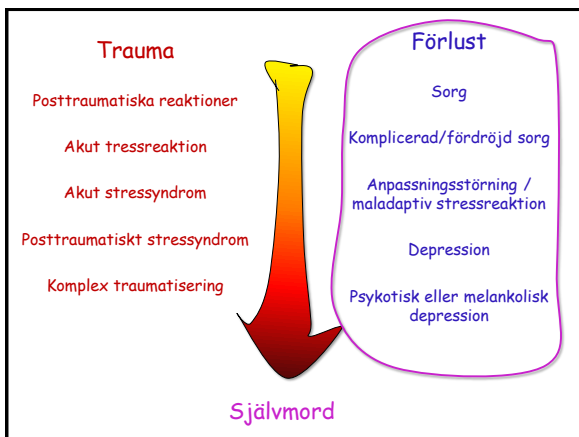 Trauma
Posttraumatiska reaktioner
Akut tressreaktion
Akut stressyndrom
Posttraumatiskt stressyndrom
Komplex traumatisering
Förlust
Sorg
Komplicerad/fördröjd sorg
Anpassningsstörning /
maladaptiv stressreaktion
Depression
Psykotisk eller melankolisk
depression
Självmord